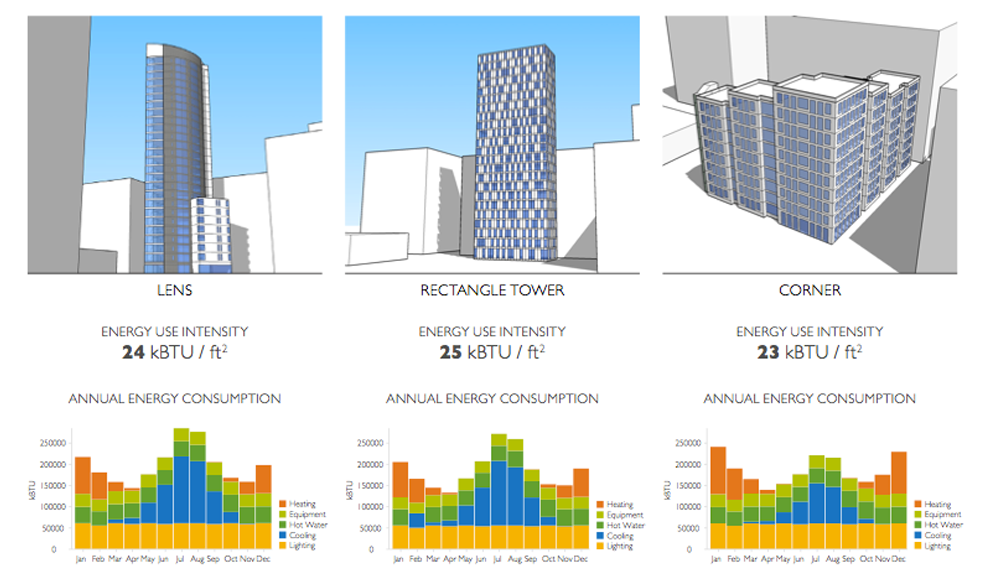 LENS
ENERGY USE INTENSITY
24 kBTU / ft²
ANNUAL ENERGY CONSUMPTION
250000
200000
150000
100000
50000
0
kBTU
Jan Feb Mar Apr May Jun Jul Aug Sep Oct Nov Dec
Heating
Equipment
Hot Water
Cooling
Lighting
RECTANGLE TOWER
ENERGY USE INTENSITY
25 kBTU / ft²
ANNUAL ENERGY CONSUMPTION
250000
200000
150000
100000
50000
0
kBTU
Jan Feb Mar Apr May Jun Jul Aug Sep Oct Nov Dec
Heating
Equipment
Hot Water
Cooling
Lighting
CORNER
ENERGY USE INTENSITY
23 kBTU / ft²
ANNUAL ENERGY CONSUMPTION
250000
200000
150000
100000
50000
0
kBTU
Jan Feb Mar Apr May Jun Jul Aug Sep Oct Nov Dec
Heating
Equipment
Hot Water
Cooling
Lighting